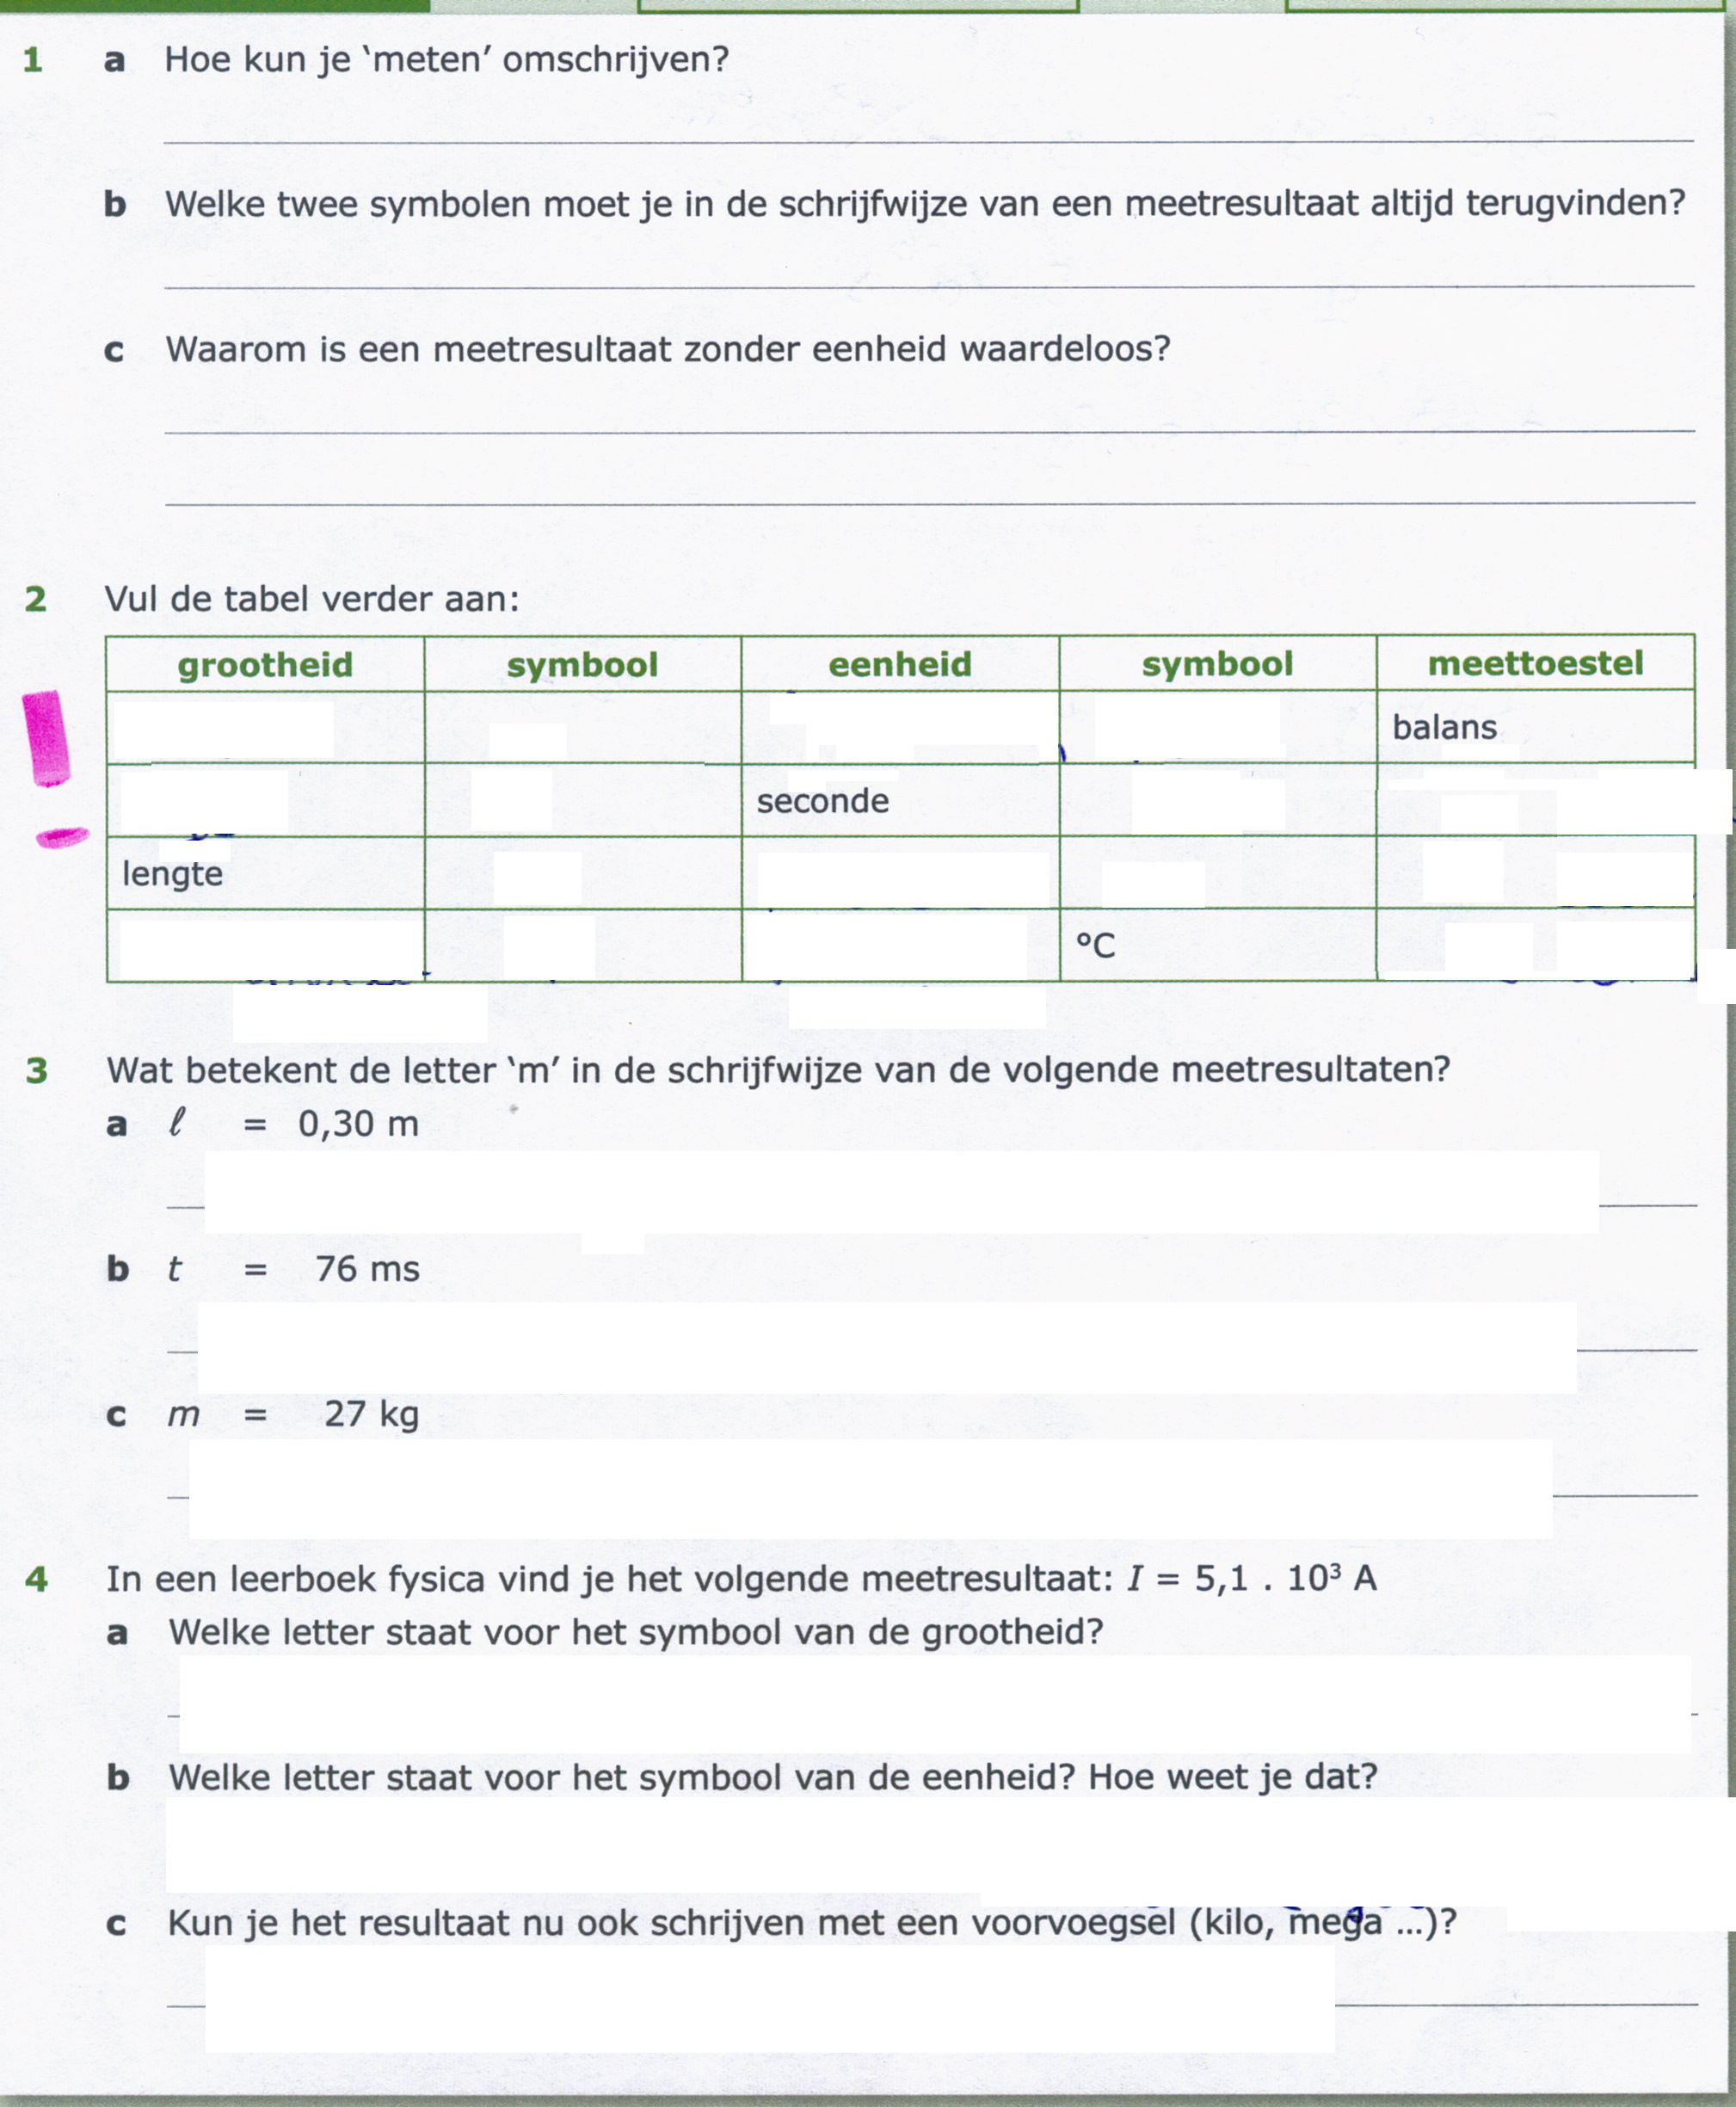 1 a Hoe kun je ‘meten’ omschrijven?
b Welke twee symbolen moet je in de schrijfwijze van een meetresultaat altijd terugvinden?
c Waarom is een meetresultaat zonder eenheid waardeloos?
2 Vul de tabel verder aan:
grootheid symbool eenheid symbool meettoestel
balans
seconde
lengte
°C
3 Wat betekent de letter ‘m’ in de schrijfwijze van de volgende meetresultaten?
a ℓ = 0,30 m
b t = 76 ms
c m = 27 kg
4 In een leerboek fysica vind je het volgende meetresultaat: I = 5,1 . 10³ A
a Welke letter staat voor het symbool van de grootheid?
b Welke letter staat voor het symbool van de eenheid? Hoe weet je dat?
c Kun je het resultaat nu ook schrijven met een voorvoegsel (kilo, mega ...)?